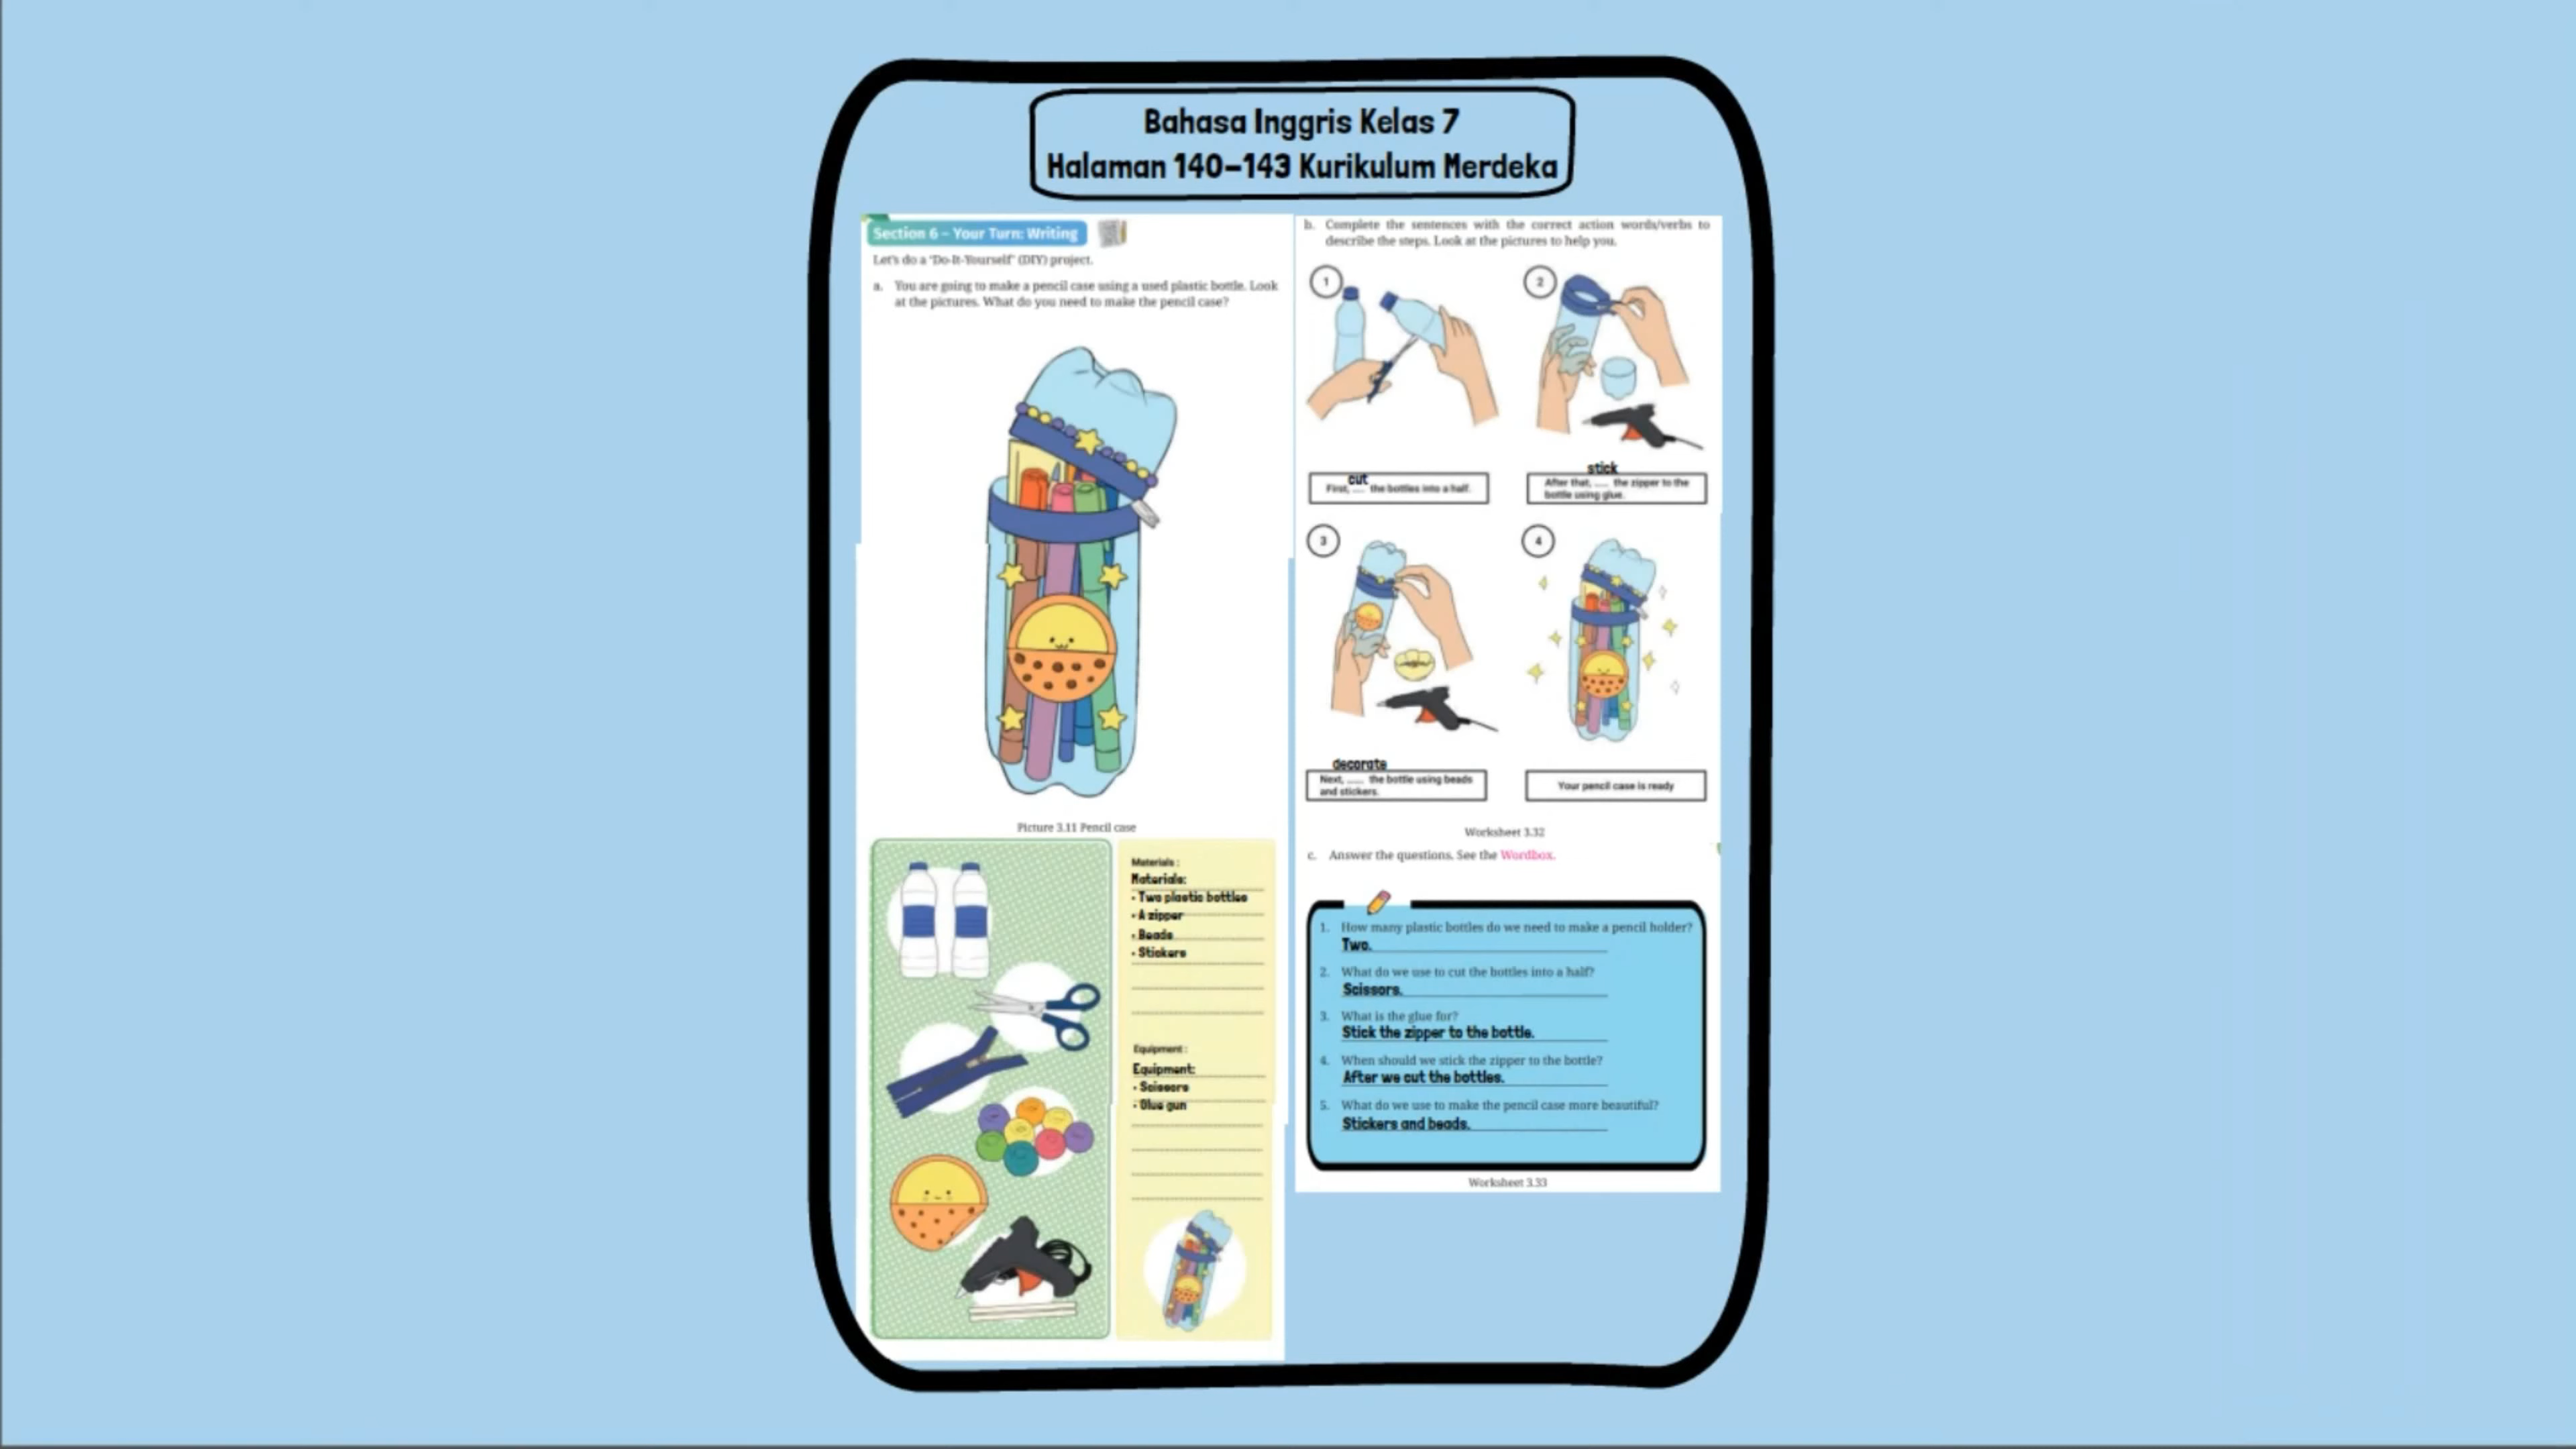 Bahasa Inggris Kelas 7
Halaman 140-143 Kurikulum Merdeka
Section 6 – Your Turn: Writing
Let's do a "Do-It-Yourself" (DIY) project.
a. You are going to make a pencil case using a used plastic bottle. Look
at the pictures. What do you need to make the pencil case?
Picture 3.11 Pencil case
Materials :
Materials:
• Two plastic bottles
• A zipper
• Beads
• Stickers
Equipment :
Equipment:
• Scissors
• Glue gun
b. Complete the sentences with the correct action words/verbs to
describe the steps. Look at the pictures to help you.
1
2
cut
First, .... the bottles into a half.
stick
After that, .... the zipper to the
bottle using glue.
3
4
decorate
Next, ..... the bottle using beads
and stickers.
Your pencil case is ready
Worksheet 3.32
c. Answer the questions. See the Wordbox.
1. How many plastic bottles do we need to make a pencil holder?
Two.
2. What do we use to cut the bottles into a half?
Scissors.
3. What is the glue for?
Stick the zipper to the bottle.
4. When should we stick the zipper to the bottle?
After we cut the bottles.
5. What do we use to make the pencil case more beautiful?
Stickers and beads.
Worksheet 3.33